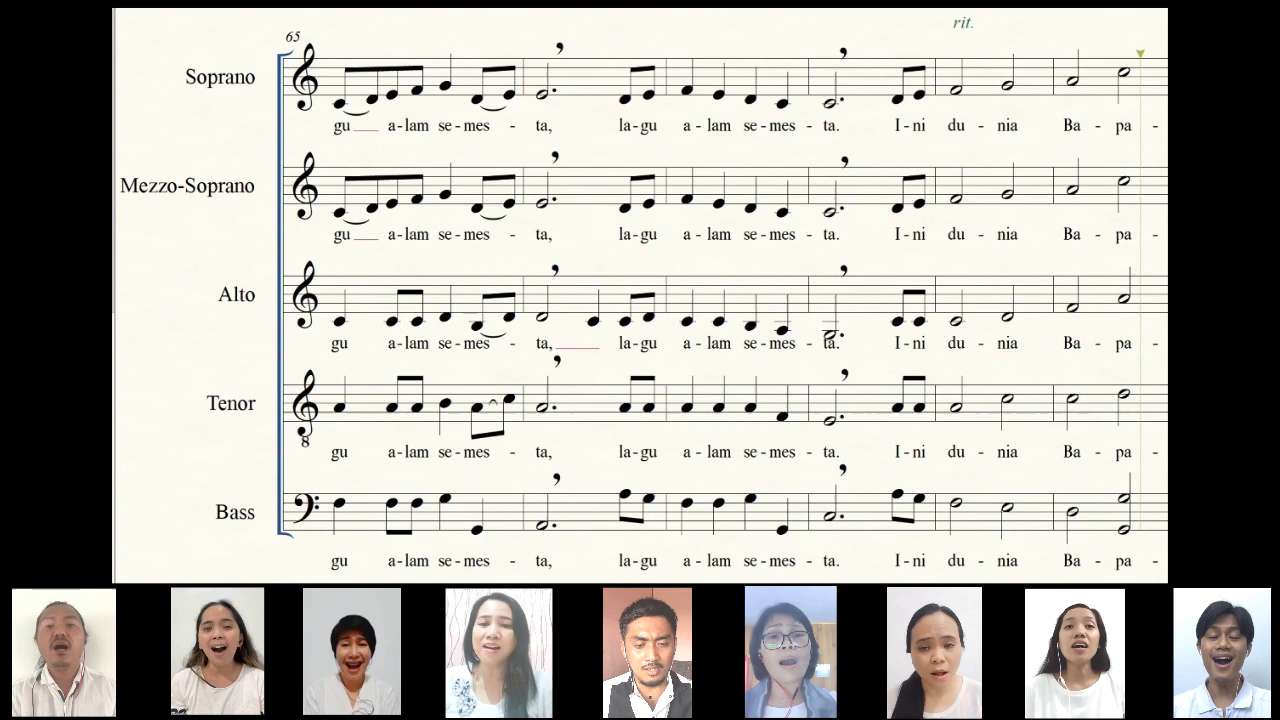 rit.
65
Soprano
gu a-lam se-mes - ta, la-gu a - lam se-mes - ta. I-ni du - nia Ba - pa -
Mezzo-Soprano
gu a-lam se-mes - ta, la-gu a - lam se-mes - ta. I-ni du - nia Ba - pa -
Alto
gu a-lam se-mes - ta, la-gu a - lam se-mes - ta. I-ni du - nia Ba - pa -
Tenor
8
gu a-lam se-mes - ta, la-gu a - lam se-mes - ta. I-ni du - nia Ba - pa -
Bass
gu a-lam se-mes - ta, la-gu a - lam se-mes - ta. I-ni du - nia Ba - pa -